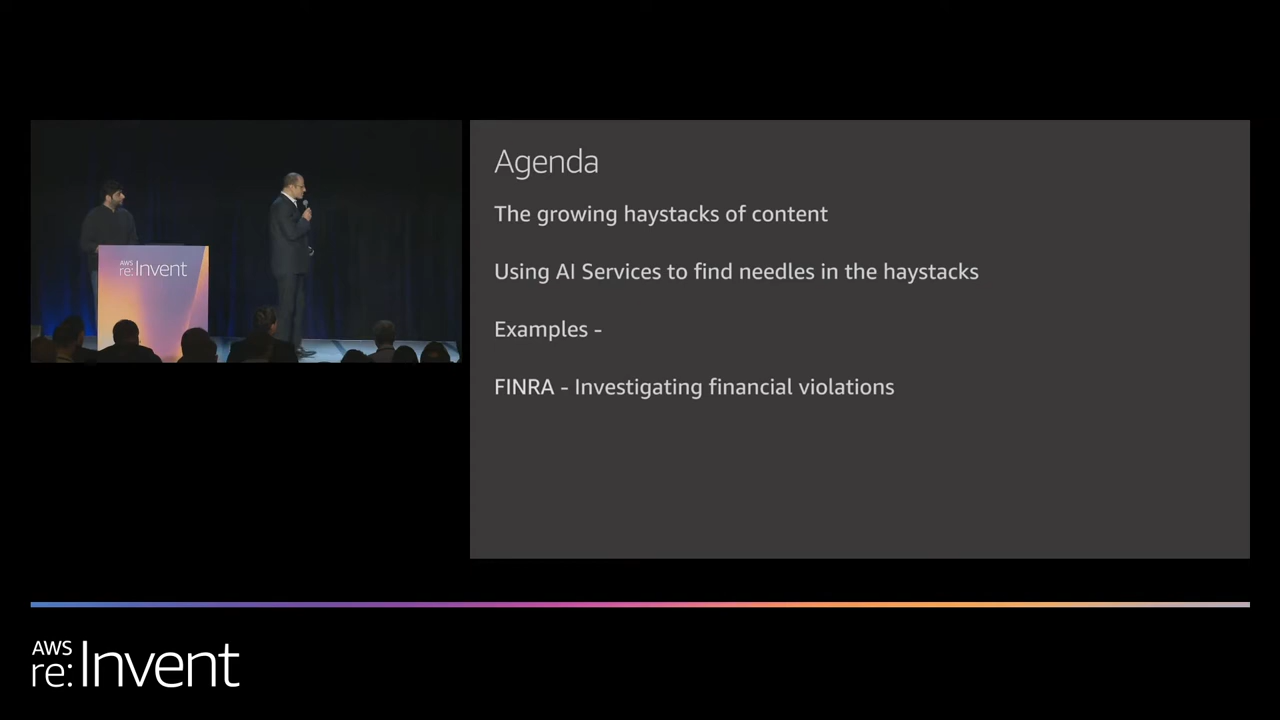 AWS
re:Invent
Agenda
The growing haystacks of content
Using AI Services to find needles in the haystacks
Examples -
FINRA - Investigating financial violations
AWS
re:Invent